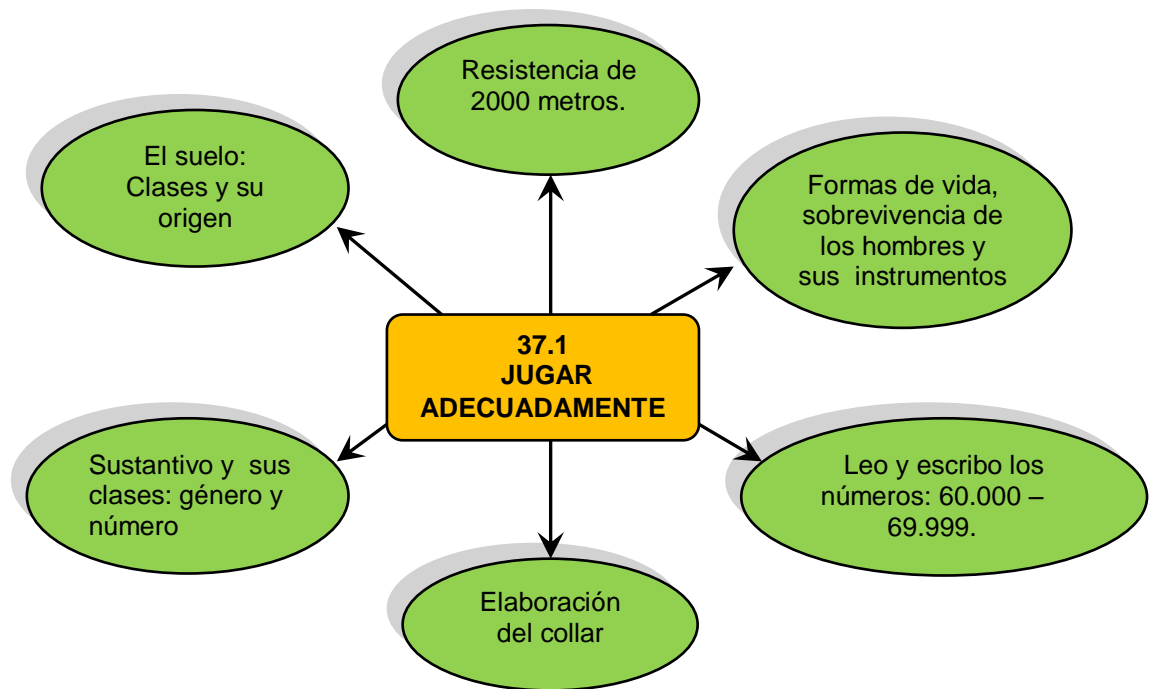 Resistencia de
2000 metros.
El suelo:
Clases y su
origen
Formas de vida,
sobrevivencia de
los hombres y
sus instrumentos
37.1
JUGAR
ADECUADAMENTE
Sustantivo y sus
clases: género y
número
Leo y escribo los
números: 60.000 –
69.999.
Elaboración
del collar